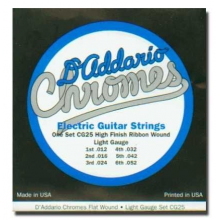 D'Addario
Chromes
Electric Guitar Strings
One Set CG25 High Finish Ribbon Wound
Light Gauge
1st .012 4th .032
2nd .016 5th .042
3rd .024 6th .052
Made in USA Printed in USA
D'Addario Chromes Flat Wound • Light Gauge Set CG25